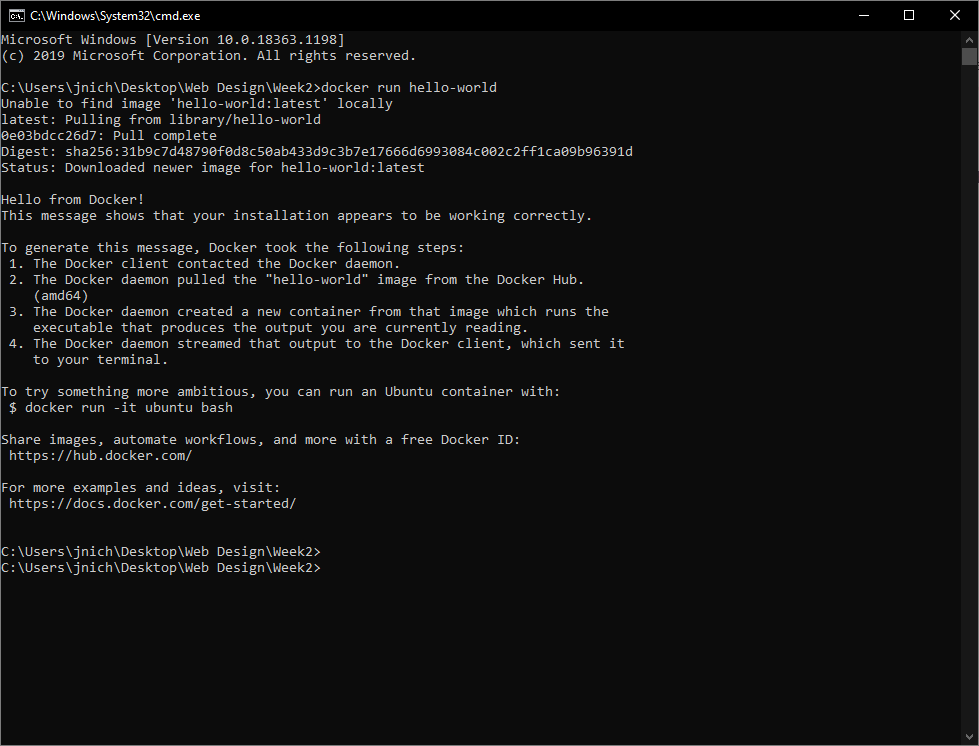 C:\Windows\System32\cmd.exe
Microsoft Windows [Version 10.0.18363.1198]
(c) 2019 Microsoft Corporation. All rights reserved.
C:\Users\jnich\Desktop\Web Design\Week2>docker run hello-world
Unable to find image 'hello-world:latest' locally
latest: Pulling from library/hello-world
0e03bdcc26d7: Pull complete
Digest: sha256:31b9c7d48790f0d8c50ab433d9c3b7e17666d6993084c002c2ff1ca09b96391d
Status: Downloaded newer image for hello-world:latest
Hello from Docker!
This message shows that your installation appears to be working correctly.
To generate this message, Docker took the following steps:
 1. The Docker client contacted the Docker daemon.
 2. The Docker daemon pulled the "hello-world" image from the Docker Hub.
    (amd64)
 3. The Docker daemon created a new container from that image which runs the
    executable that produces the output you are currently reading.
 4. The Docker daemon streamed that output to the Docker client, which sent it
    to your terminal.
To try something more ambitious, you can run an Ubuntu container with:
 $ docker run -it ubuntu bash
Share images, automate workflows, and more with a free Docker ID:
 https://hub.docker.com/
For more examples and ideas, visit:
 https://docs.docker.com/get-started/
C:\Users\jnich\Desktop\Web Design\Week2>
C:\Users\jnich\Desktop\Web Design\Week2>